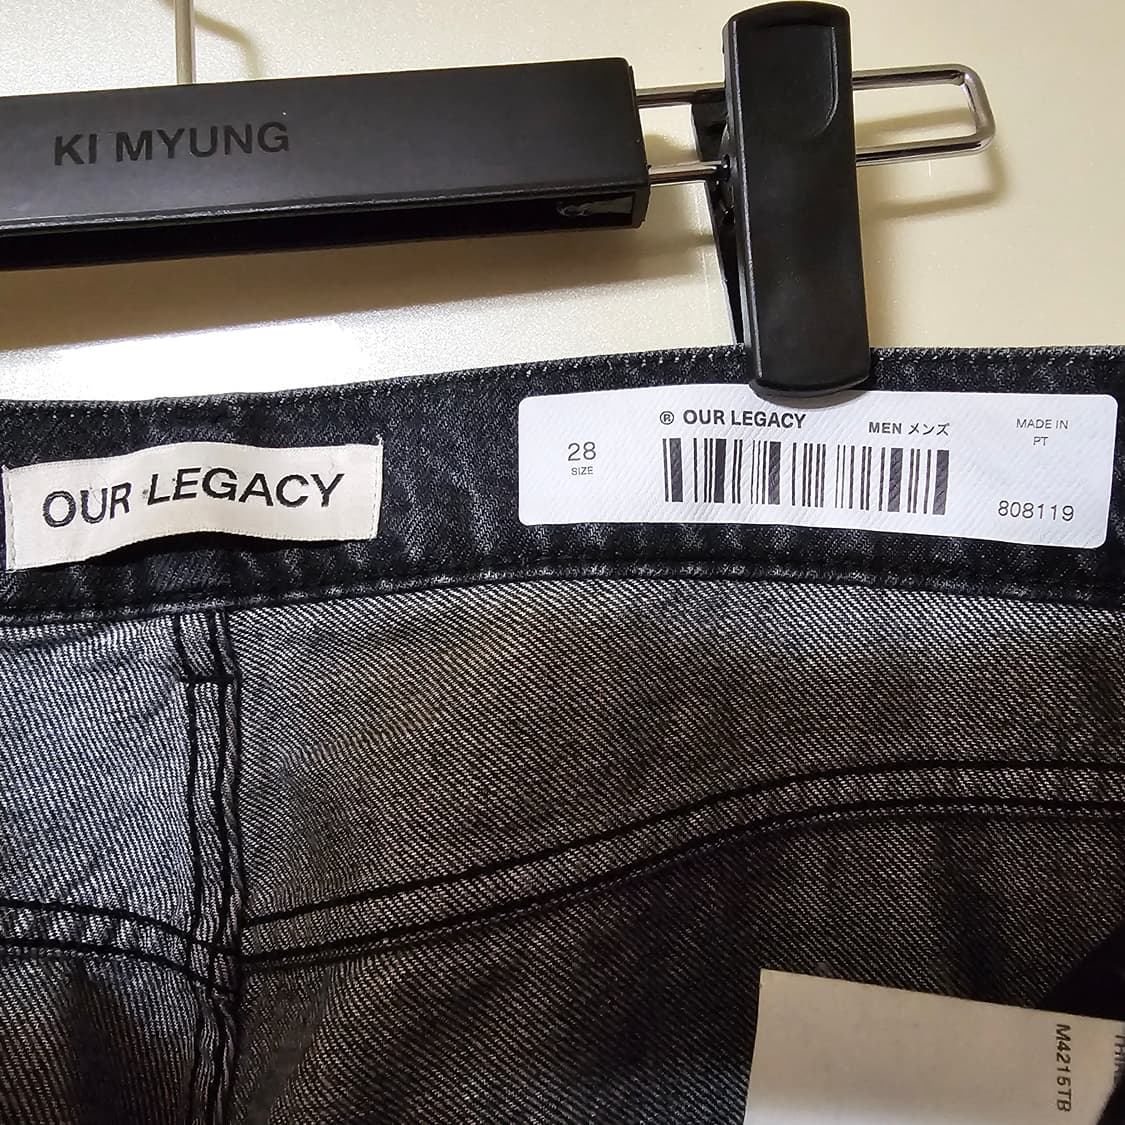 KI MYUNG
OUR LEGACY
® OUR LEGACY
MEN メンズ
MADE IN
PT
28
SIZE
808119
M4215TB